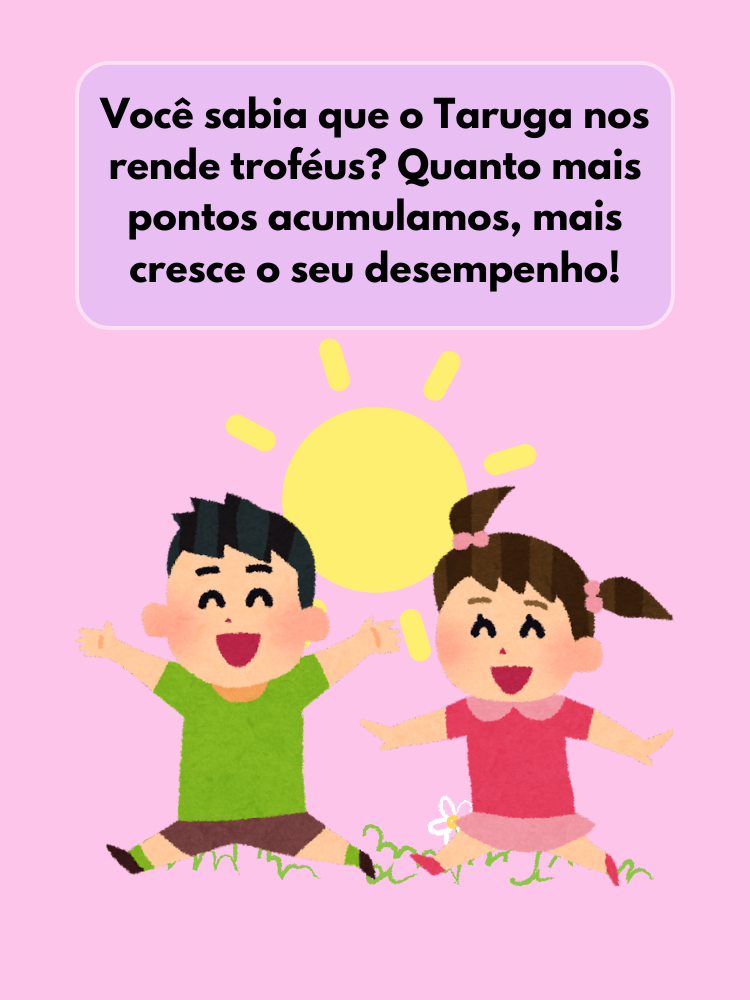 Você sabia que o Taruga nos
rende troféus? Quanto mais
pontos acumulamos, mais
cresce o seu desempenho!